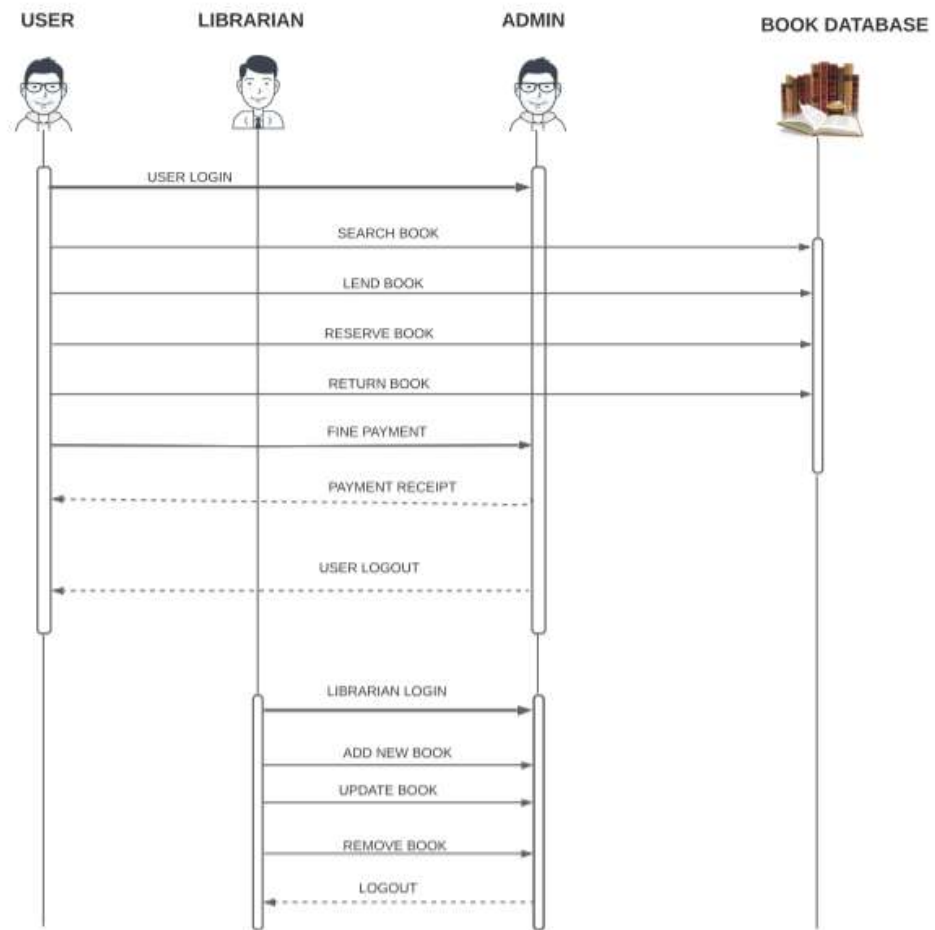 USER
LIBRARIAN
ADMIN
BOOK DATABASE
USER LOGIN
SEARCH BOOK
LEND BOOK
RESERVE BOOK
RETURN BOOK
FINE PAYMENT
PAYMENT RECEIPT
USER LOGOUT
LIBRARIAN LOGIN
ADD NEW BOOK
UPDATE BOOK
REMOVE BOOK
LOGOUT